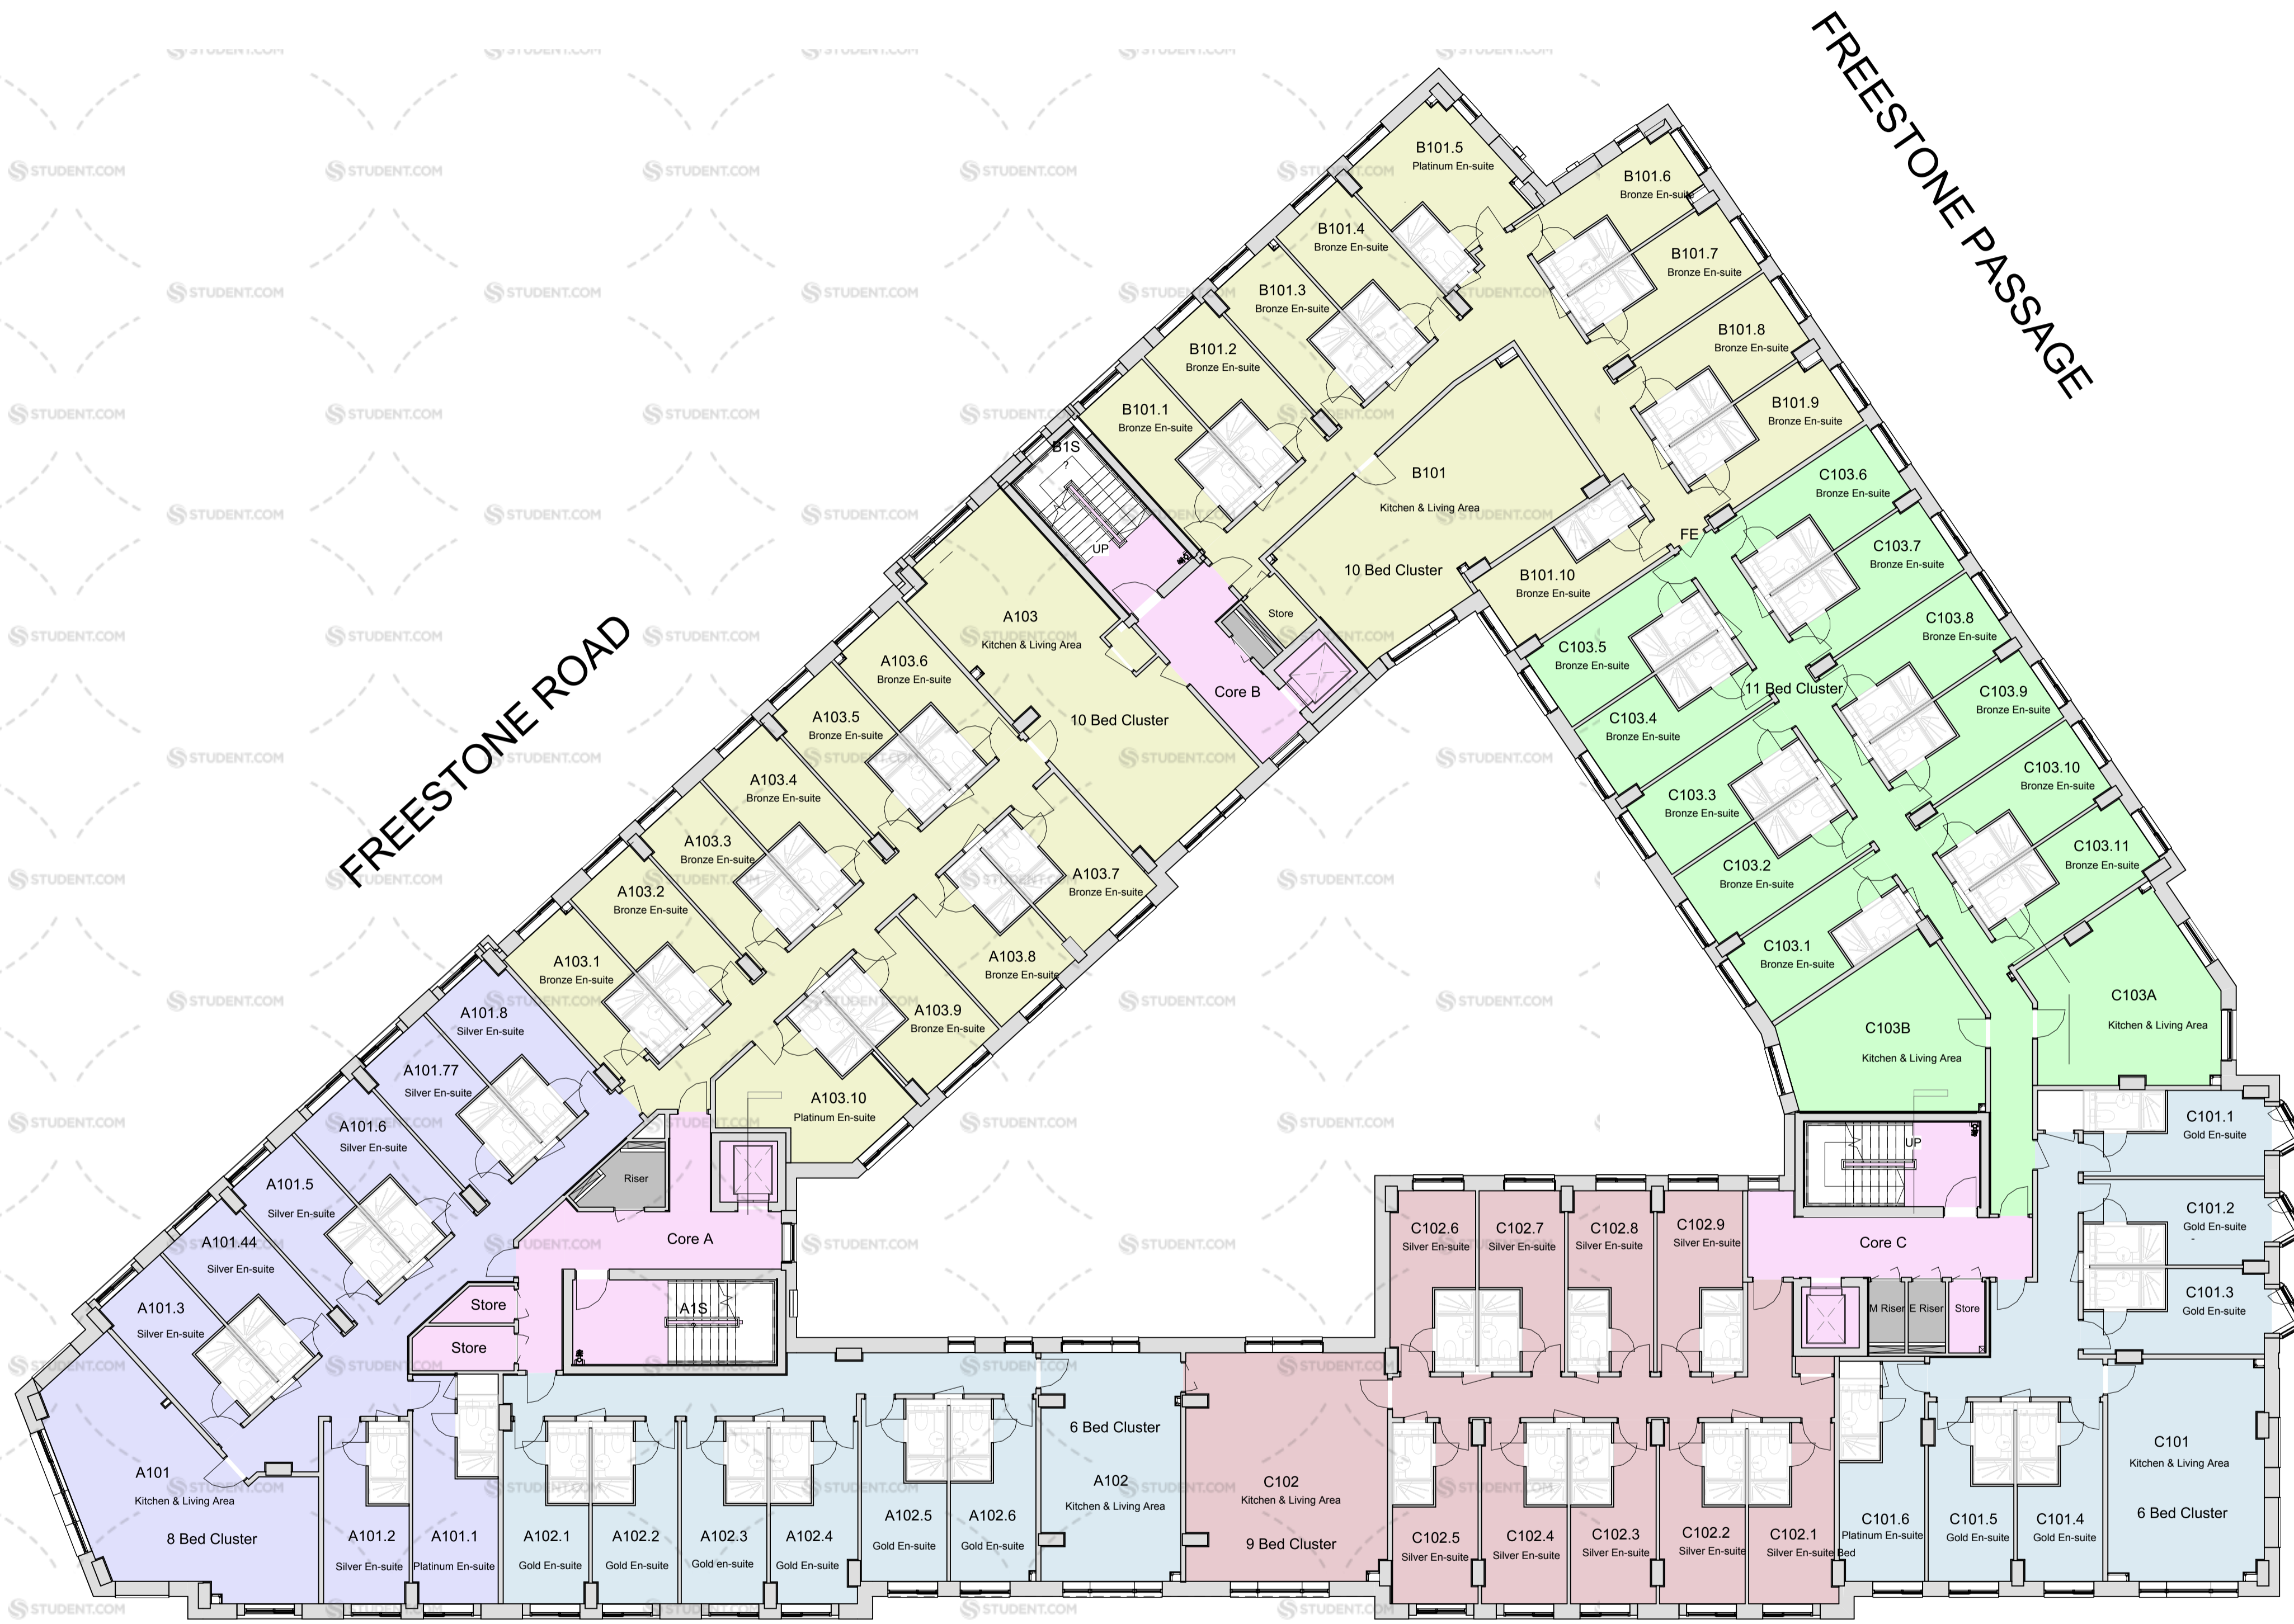 FREESTONE PASSAGE
FREESTONE ROAD
STUDENT.COM
B101.5
Platinum En-suite
B101.6
Bronze En-suite
B101.4
Bronze En-suite
B101.7
Bronze En-suite
B101.3
Bronze En-suite
B101.8
Bronze En-suite
B101.2
Bronze En-suite
B101.9
Bronze En-suite
B101.1
Bronze En-suite
B1S
?
UP
B101
Kitchen & Living Area
10 Bed Cluster
FE
B101.10
Bronze En-suite
Store
Core B
C103.6
Bronze En-suite
C103.7
Bronze En-suite
C103.8
Bronze En-suite
C103.5
Bronze En-suite
11 Bed Cluster
C103.9
Bronze En-suite
C103.4
Bronze En-suite
C103.10
Bronze En-suite
C103.3
Bronze En-suite
C103.11
Bronze En-suite
C103.2
Bronze En-suite
C103.1
Bronze En-suite
C103A
Kitchen & Living Area
C103B
Kitchen & Living Area
A103
Kitchen & Living Area
10 Bed Cluster
A103.6
Bronze En-suite
A103.5
Bronze En-suite
A103.4
Bronze En-suite
A103.3
Bronze En-suite
A103.2
Bronze En-suite
A103.1
Bronze En-suite
A103.7
Bronze En-suite
A103.8
Bronze En-suite
A103.9
Bronze En-suite
A103.10
Platinum En-suite
A101.8
Silver En-suite
A101.77
Silver En-suite
A101.6
Silver En-suite
A101.5
Silver En-suite
A101.44
Silver En-suite
A101.3
Silver En-suite
A101
Kitchen & Living Area
8 Bed Cluster
A101.2
Silver En-suite
A101.1
Platinum En-suite
Riser
Core A
Store
Store
A1S
A102.1
Gold En-suite
A102.2
Gold En-suite
A102.3
Gold en-suite
A102.4
Gold En-suite
A102.5
Gold En-suite
A102.6
Gold En-suite
6 Bed Cluster
A102
Kitchen & Living Area
C102
Kitchen & Living Area
9 Bed Cluster
C102.6
Silver En-suite
C102.7
Silver En-suite
C102.8
Silver En-suite
C102.9
Silver En-suite
C102.5
Silver En-suite
C102.4
Silver En-suite
C102.3
Silver En-suite
C102.2
Silver En-suite
C102.1
Silver En-suite Bed
UP
Core C
M Riser
E Riser
Store
C101.1
Gold En-suite
C101.2
Gold En-suite
-
C101.3
Gold En-suite
C101.6
Platinum En-suite
C101.5
Gold En-suite
C101.4
Gold En-suite
C101
Kitchen & Living Area
6 Bed Cluster